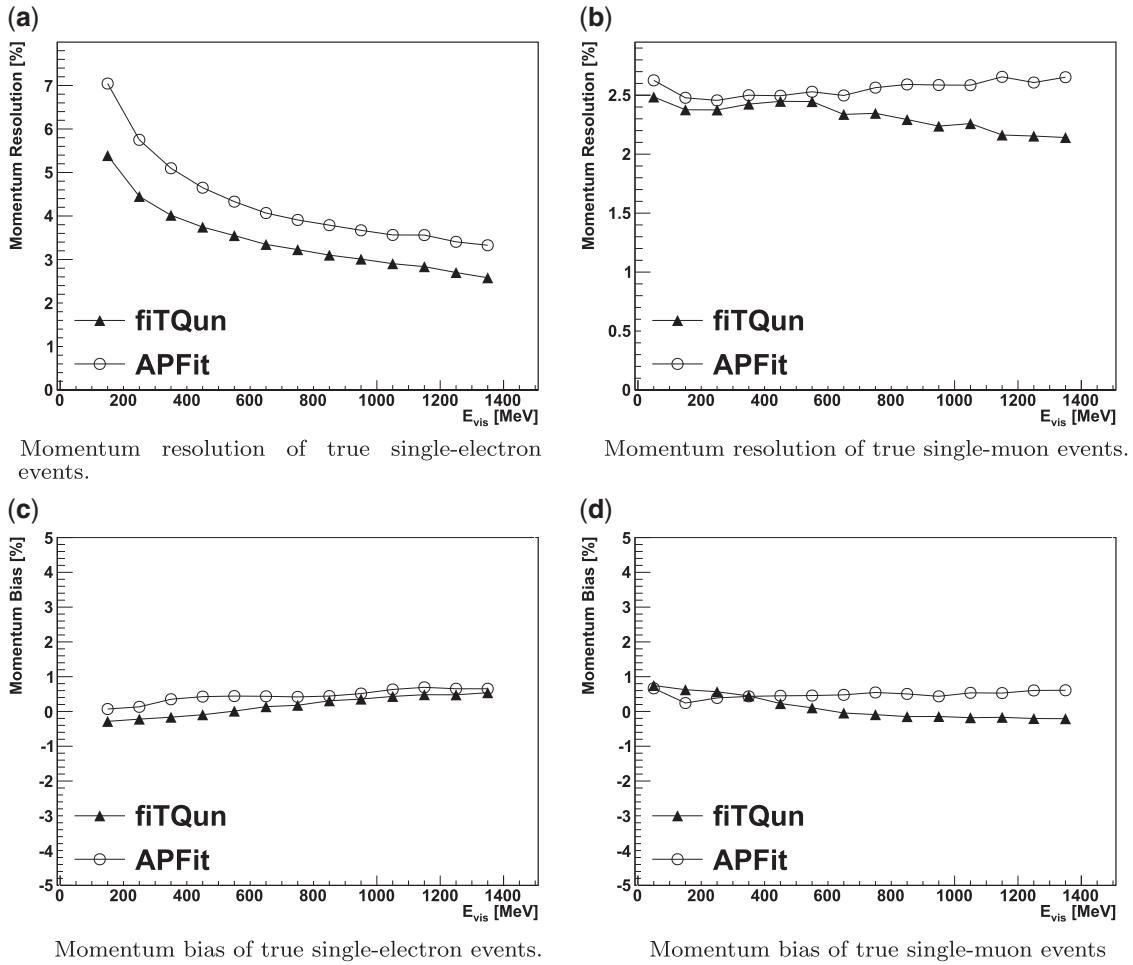 (a)
Momentum Resolution [%]
7
6
5
4
3
2
1
0
fiTQun
APFit
0 200 400 600 800 1000 1200 1400
E_vis [MeV]
Momentum resolution of true single-electron
events.
(b)
Momentum Resolution [%]
2.5
2
1.5
1
0.5
0
fiTQun
APFit
0 200 400 600 800 1000 1200 1400
E_vis [MeV]
Momentum resolution of true single-muon events.
(c)
Momentum Bias [%]
5
4
3
2
1
0
-1
-2
-3
-4
-5
fiTQun
APFit
0 200 400 600 800 1000 1200 1400
E_vis [MeV]
Momentum bias of true single-electron events.
(d)
Momentum Bias [%]
5
4
3
2
1
0
-1
-2
-3
-4
-5
fiTQun
APFit
0 200 400 600 800 1000 1200 1400
E_vis [MeV]
Momentum bias of true single-muon events